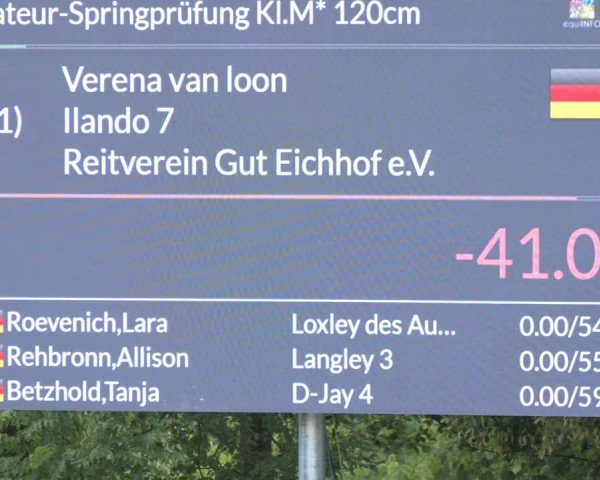 ateur-Springprüfung Kl.M* 120cm
equiINFO
Verena van loon
1) Ilando 7
Reitverein Gut Eichhof e.V.
-41.0
Roevenich,Lara Loxley des Au... 0.00/54
Rehbronn,Allison Langley 3 0.00/55
Betzhold,Tanja D-Jay 4 0.00/59